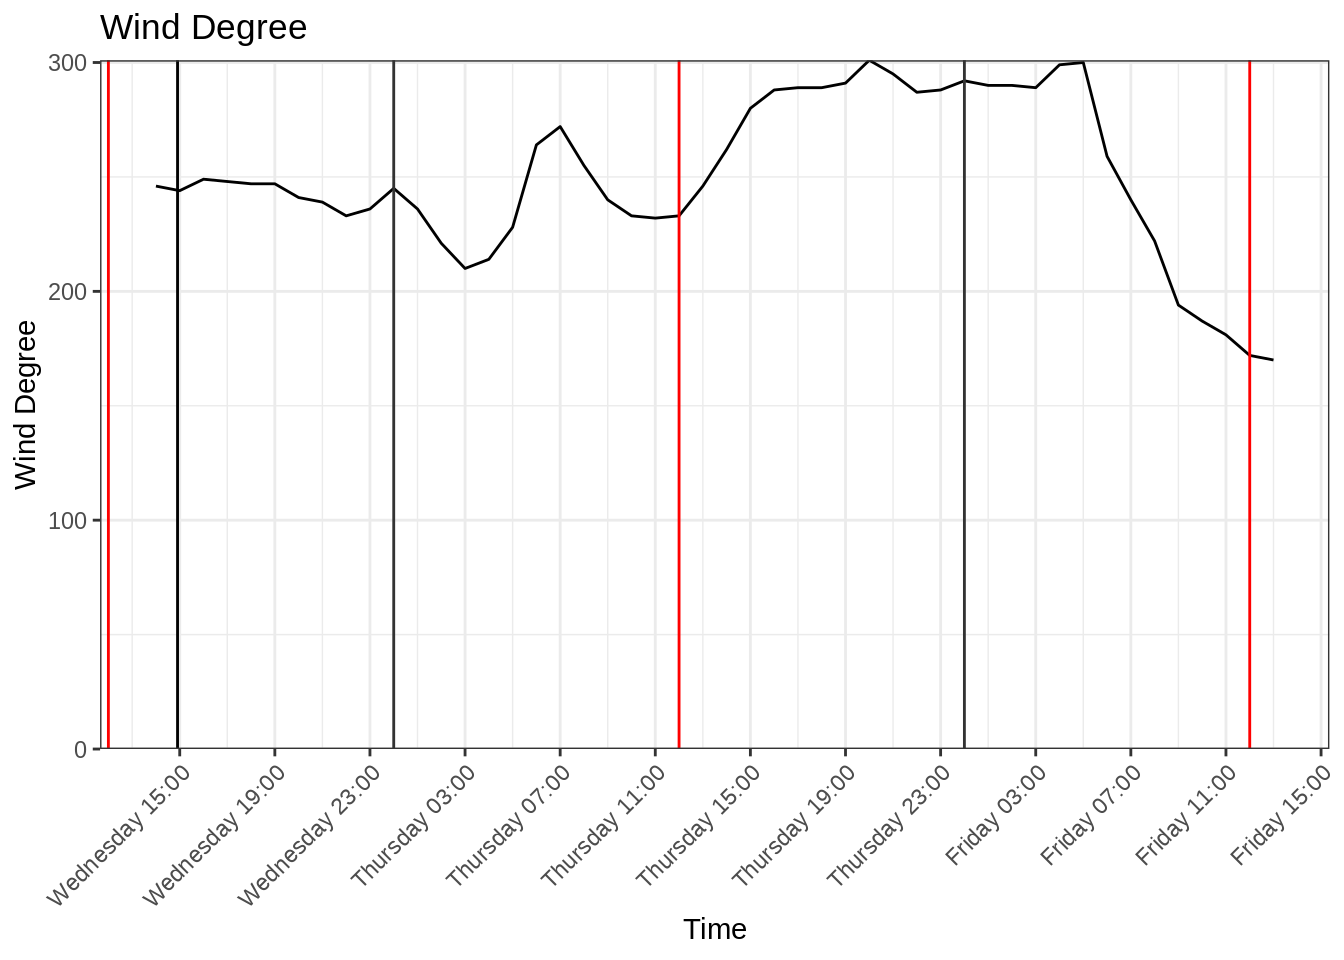 Wind Degree
300
200
100
0
Wind Degree
Wednesday 15:00
Wednesday 19:00
Wednesday 23:00
Thursday 03:00
Thursday 07:00
Thursday 11:00
Thursday 15:00
Thursday 19:00
Thursday 23:00
Friday 03:00
Friday 07:00
Friday 11:00
Friday 15:00
Time